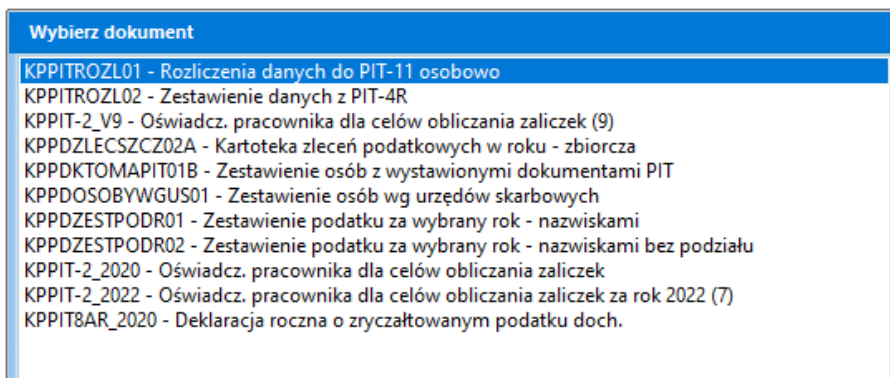 Wybierz dokument
KPPITROZL01 - Rozliczenia danych do PIT-11 osobowo
KPPITROZL02 - Zestawienie danych z PIT-4R
KPPIT-2_V9 - Oświadcz. pracownika dla celów obliczania zaliczek (9)
KPPDZLECSZCZ02A - Kartoteka zleceń podatkowych w roku - zbiorcza
KPPDKTOMAPIT01B - Zestawienie osób z wystawionymi dokumentami PIT
KPPDOSOBYWGUS01 - Zestawienie osób wg urzędów skarbowych
KPPDZESTPODR01 - Zestawienie podatku za wybrany rok - nazwiskami
KPPDZESTPODR02 - Zestawienie podatku za wybrany rok - nazwiskami bez podziału
KPPIT-2_2020 - Oświadcz. pracownika dla celów obliczania zaliczek
KPPIT-2_2022 - Oświadcz. pracownika dla celów obliczania zaliczek za rok 2022 (7)
KPPIT8AR_2020 - Deklaracja roczna o zryczałtowanym podatku doch.